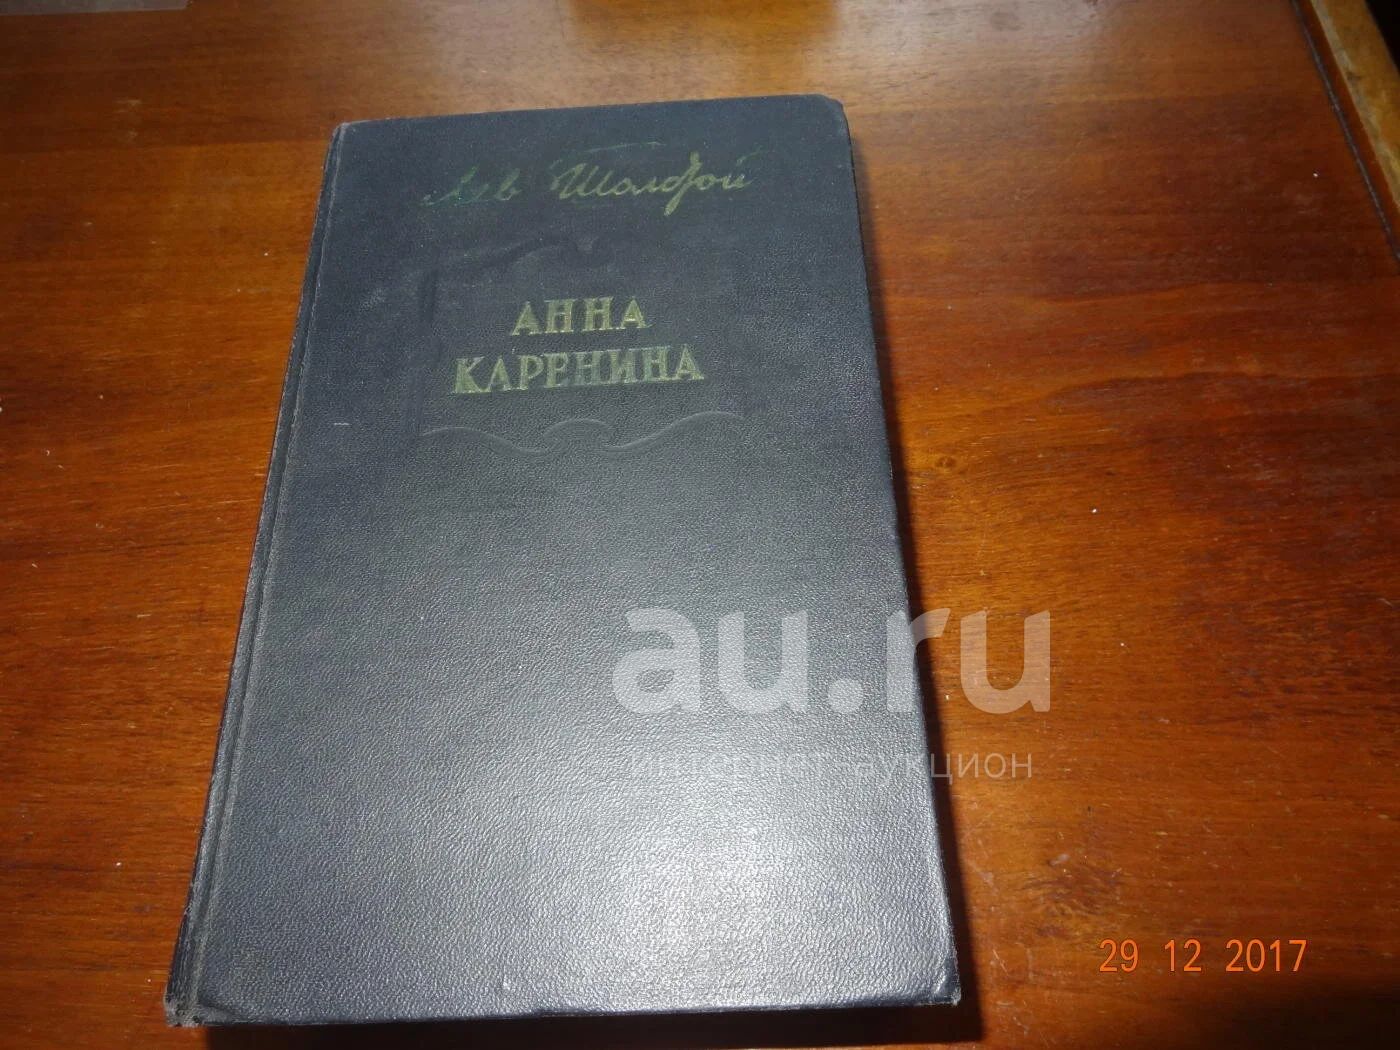 Лев Толстой
АННА
КАРЕНИНА
au.ru
интернет-аукцион
29 12 2017